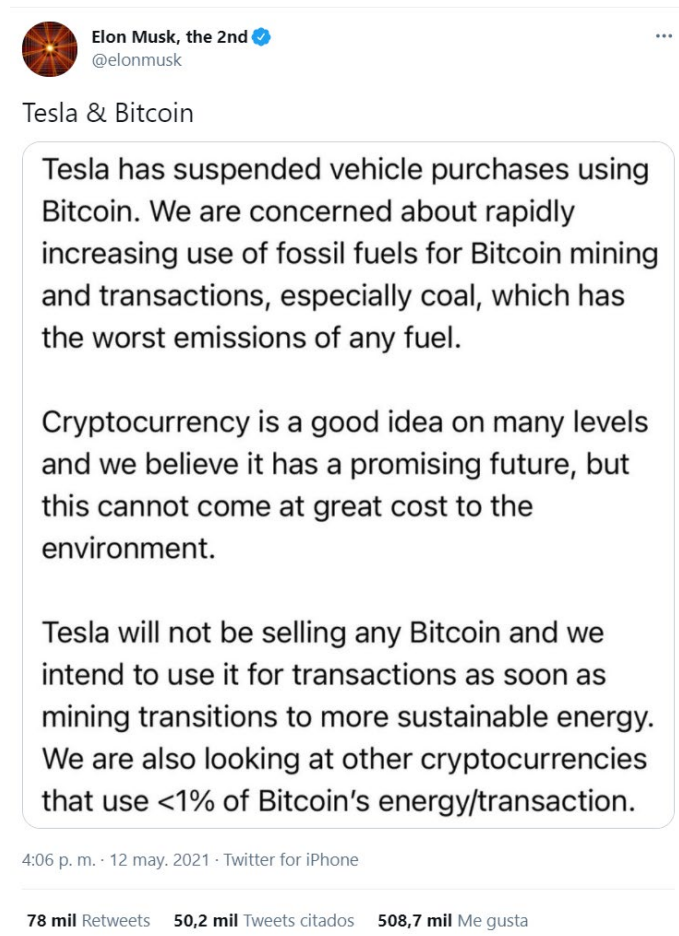 Elon Musk, the 2nd
@elonmusk
Tesla & Bitcoin
Tesla has suspended vehicle purchases using
Bitcoin. We are concerned about rapidly
increasing use of fossil fuels for Bitcoin mining
and transactions, especially coal, which has
the worst emissions of any fuel.
Cryptocurrency is a good idea on many levels
and we believe it has a promising future, but
this cannot come at great cost to the
environment.
Tesla will not be selling any Bitcoin and we
intend to use it for transactions as soon as
mining transitions to more sustainable energy.
We are also looking at other cryptocurrencies
that use <1% of Bitcoin’s energy/transaction.
4:06 p. m. · 12 may. 2021 · Twitter for iPhone
78 mil Retweets 50,2 mil Tweets citados 508,7 mil Me gusta